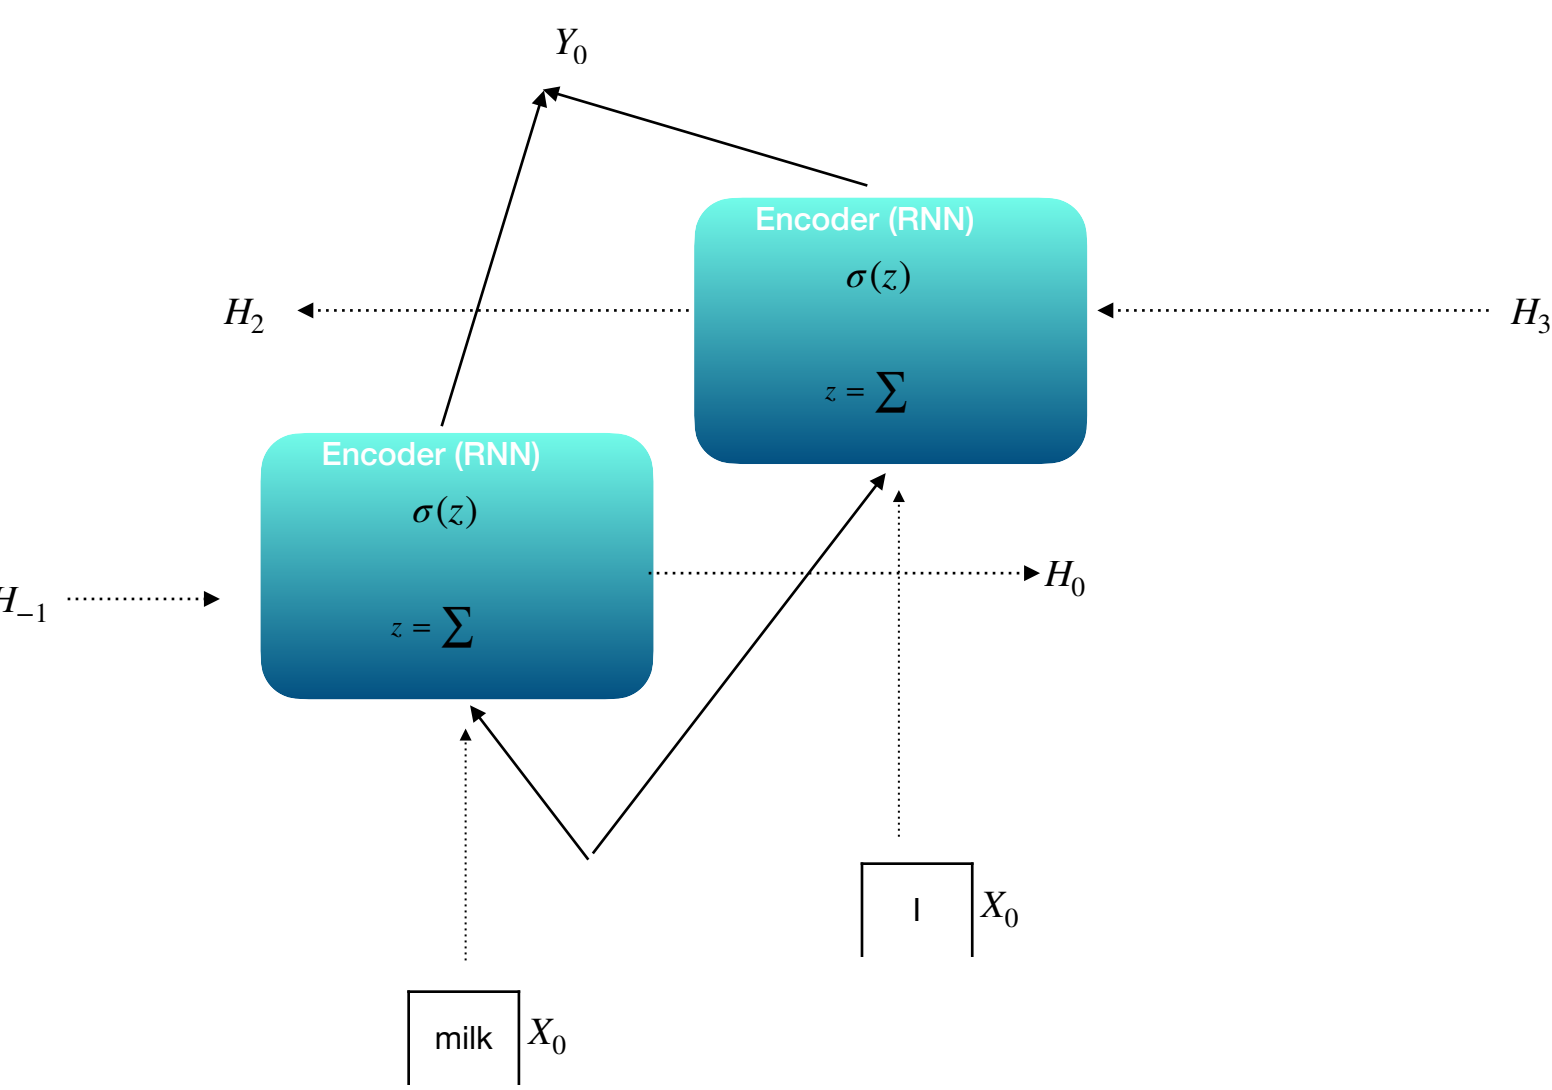 Y₀
Encoder (RNN)
σ(z)
H₂
H₃
z = ∑
Encoder (RNN)
σ(z)
H₀
H₋₁
z = ∑
I X₀
milk X₀